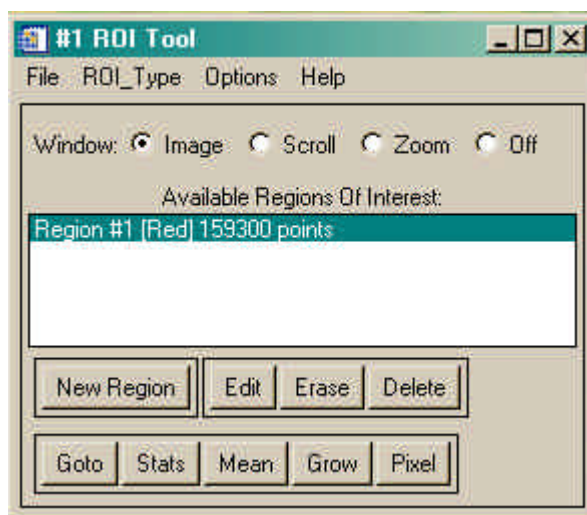 #1 ROI Tool
File ROI_Type Options Help
Window: Image Scroll Zoom Off
Available Regions Of Interest:
Region #1 [Red] 159300 points
New Region Edit Erase Delete
Goto Stats Mean Grow Pixel